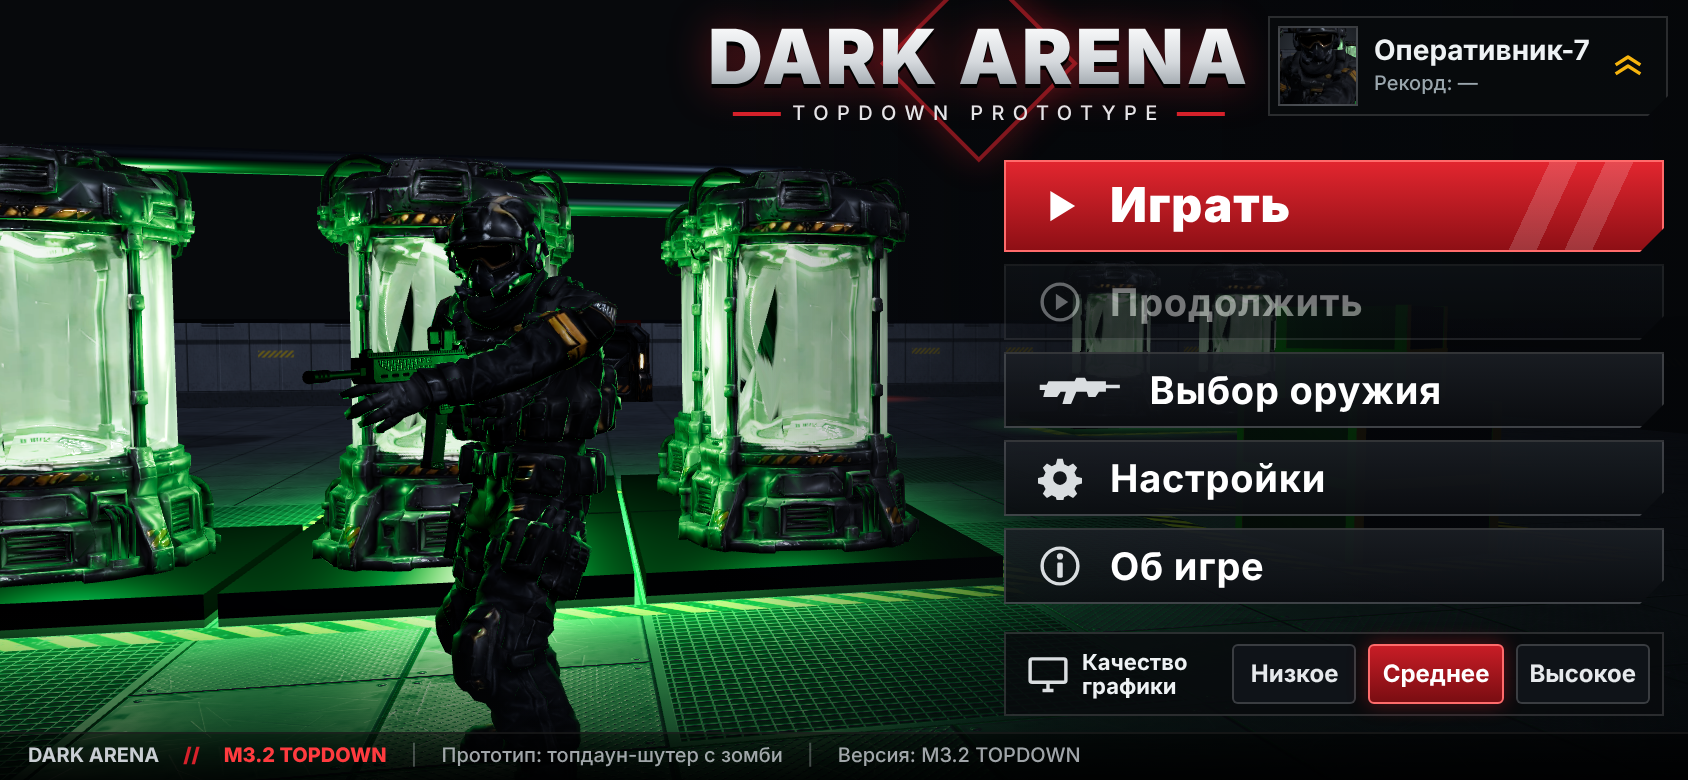 DARK ARENA
TOPDOWN PROTOTYPE
Оперативник-7
Рекорд: —
Играть
Продолжить
Выбор оружия
Настройки
Об игре
Качество
графики
Низкое Среднее Высокое
DARK ARENA // M3.2 TOPDOWN | Прототип: топдаун-шутер с зомби | Версия: M3.2 TOPDOWN